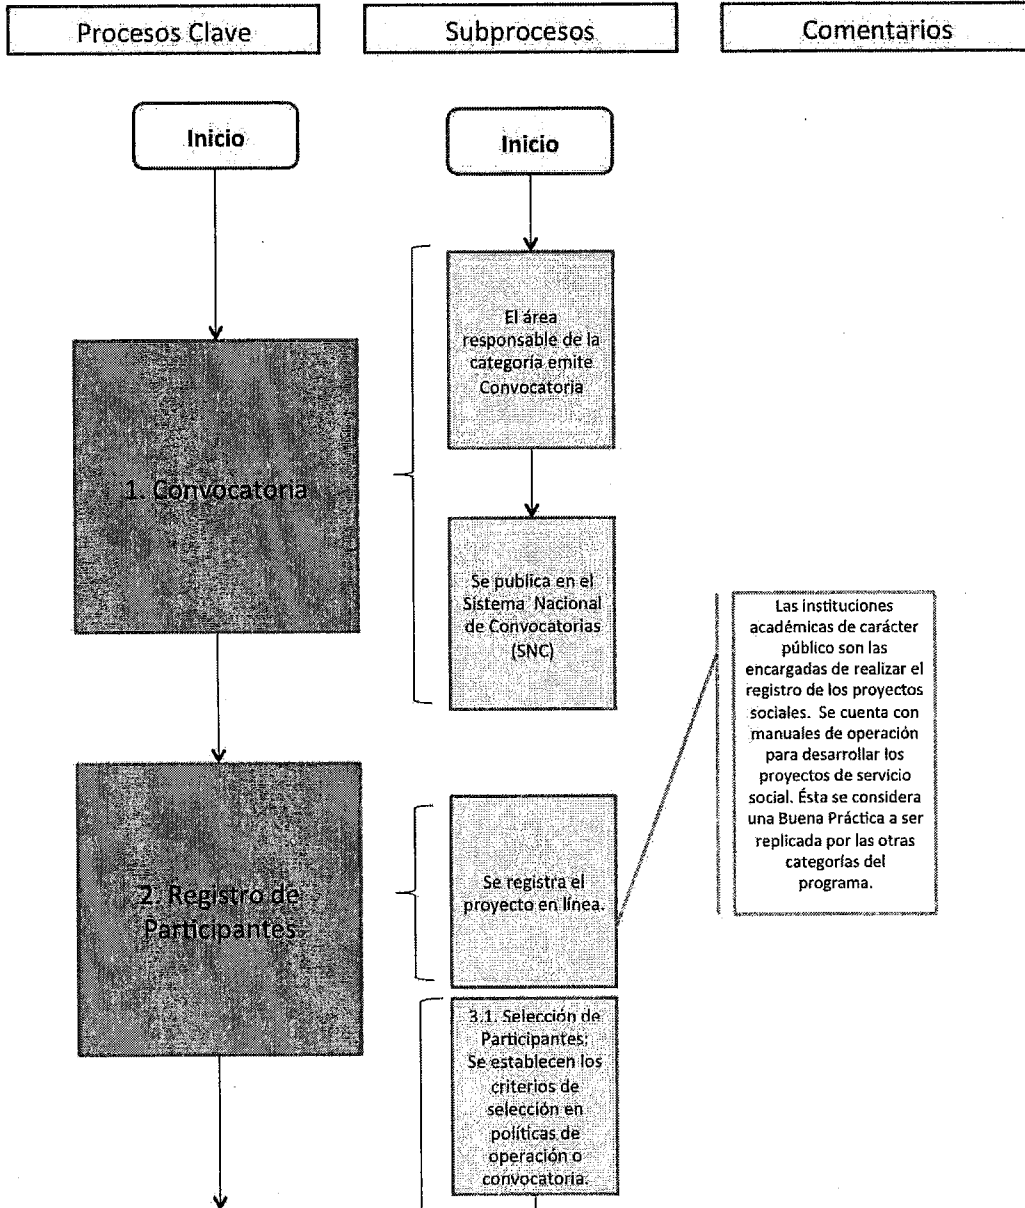 Procesos Clave
Subprocesos
Comentarios
Inicio
Inicio
El área
responsable de la
categoría emite
Convocatoria
1. Convocatoria
Se publica en el
Sistema Nacional
de Convocatorias
(SNC)
Las instituciones
académicas de carácter
público son las
encargadas de realizar el
registro de los proyectos
sociales. Se cuenta con
manuales de operación
para desarrollar los
proyectos de servicio
social. Ésta se considera
una Buena Práctica a ser
replicada por las otras
categorías del
programa.
2. Registro de
Participantes
Se registra el
proyecto en línea.
3.1. Selección de
Participantes:
Se establecen los
criterios de
selección en
políticas de
operación o
convocatoria.